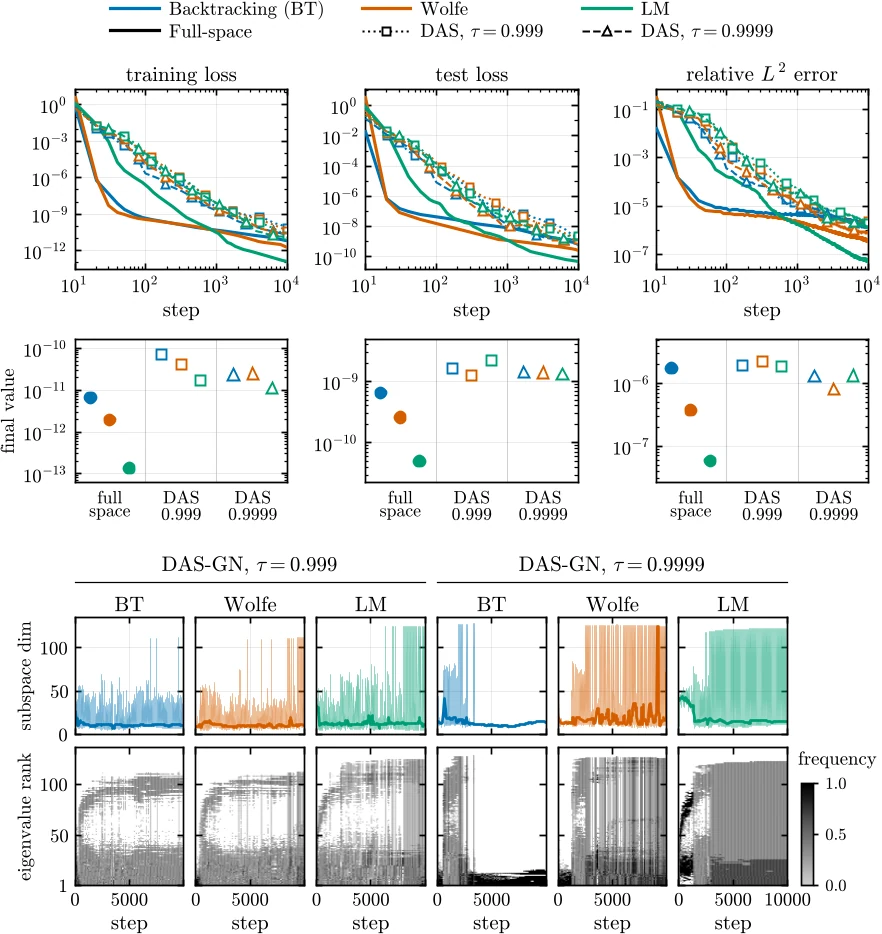 Backtracking (BT) Wolfe LM
Full-space DAS, τ = 0.999 DAS, τ = 0.9999
training loss test loss relative L² error
10⁰ 10⁻³ 10⁻⁶ 10⁻⁹ 10⁻¹²
10¹ 10² 10³ 10⁴
step
10⁰ 10⁻² 10⁻⁴ 10⁻⁶ 10⁻⁸ 10⁻¹⁰
10¹ 10² 10³ 10⁴
step
10⁻¹ 10⁻³ 10⁻⁵ 10⁻⁷
10¹ 10² 10³ 10⁴
step
final value
10⁻¹⁰ 10⁻¹¹ 10⁻¹² 10⁻¹³
full space DAS 0.999 DAS 0.9999
10⁻⁹ 10⁻¹⁰
full space DAS 0.999 DAS 0.9999
10⁻⁶ 10⁻⁷
full space DAS 0.999 DAS 0.9999
DAS-GN, τ = 0.999 DAS-GN, τ = 0.9999
BT Wolfe LM BT Wolfe LM
subspace dim
100 50 0
eigenvalue rank
100 50 1
frequency
1.0 0.5 0.0
0 5000 0 5000 0 5000 0 5000 0 5000 0 5000 10000
step step step step step step